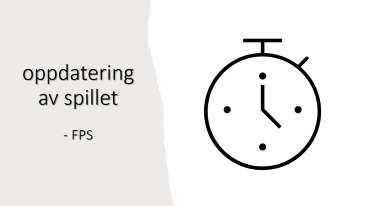 oppdatering
av spillet
- FPS